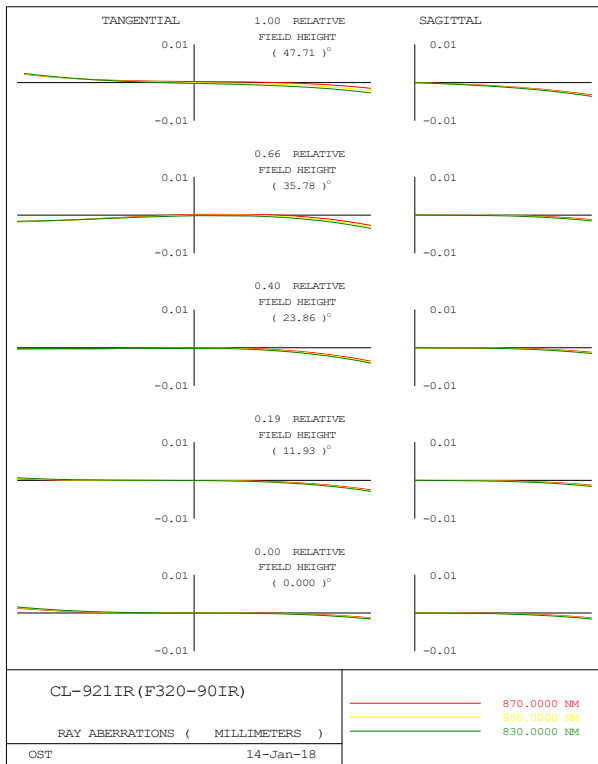 TANGENTIAL 1.00 RELATIVE SAGITTAL
FIELD HEIGHT
( 47.71 )°
0.01 0.01
-0.01 -0.01
0.66 RELATIVE
FIELD HEIGHT
( 35.78 )°
0.01 0.01
-0.01 -0.01
0.40 RELATIVE
FIELD HEIGHT
( 23.86 )°
0.01 0.01
-0.01 -0.01
0.19 RELATIVE
FIELD HEIGHT
( 11.93 )°
0.01 0.01
-0.01 -0.01
0.00 RELATIVE
FIELD HEIGHT
( 0.000 )°
0.01 0.01
-0.01 -0.01
CL-921IR(F320-90IR)
RAY ABERRATIONS ( MILLIMETERS )
OST 14-Jan-18
870.0000 NM
850.0000 NM
830.0000 NM